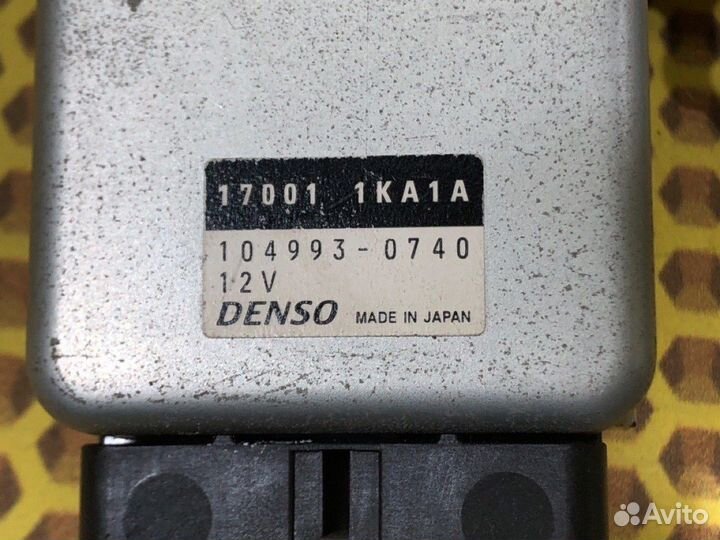 17001 1KA1A
104993-0740
12V
DENSO MADE IN JAPAN
Avito